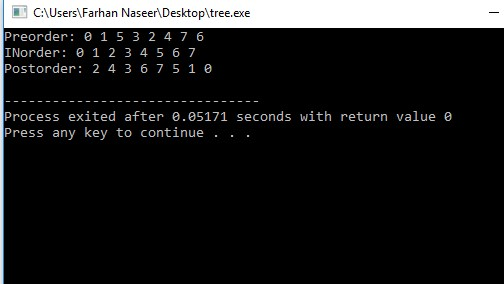 C:\Users\Farhan Naseer\Desktop\tree.exe
Preorder: 0 1 5 3 2 4 7 6
INorder: 0 1 2 3 4 5 6 7
Postorder: 2 4 3 6 7 5 1 0
--------------------------------
Process exited after 0.05171 seconds with return value 0
Press any key to continue . . .